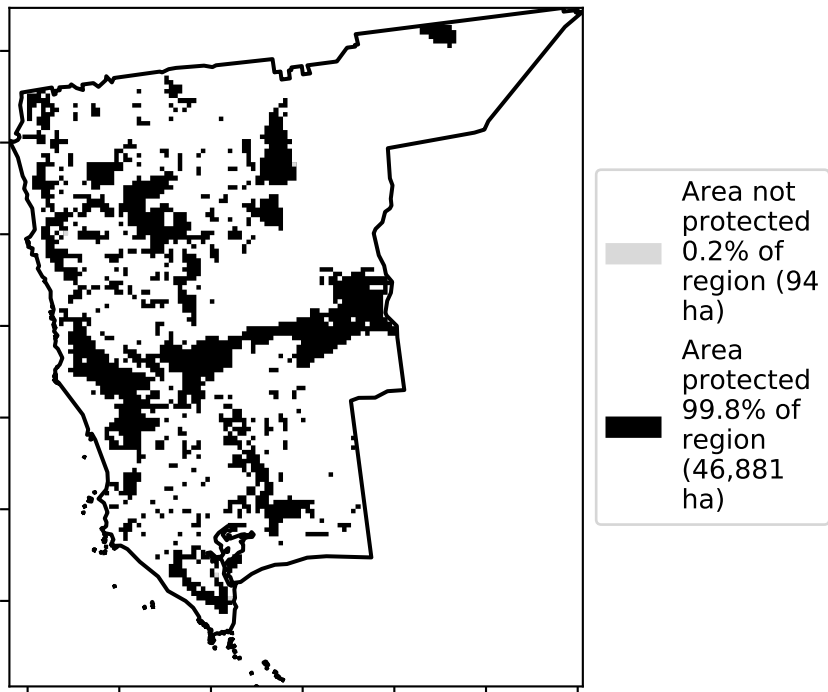 Area not
protected
0.2% of
region (94
ha)
Area
protected
99.8% of
region
(46,881
ha)